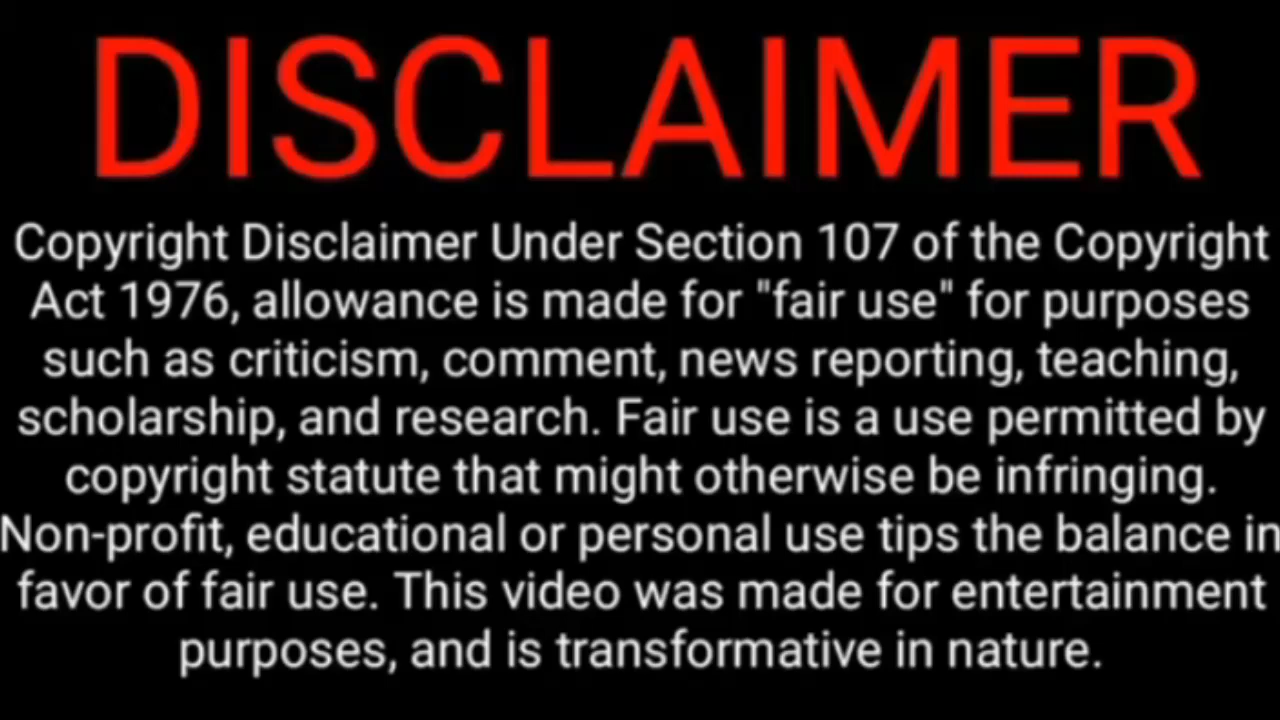 DISCLAIMER
Copyright Disclaimer Under Section 107 of the Copyright
Act 1976, allowance is made for "fair use" for purposes
such as criticism, comment, news reporting, teaching,
scholarship, and research. Fair use is a use permitted by
copyright statute that might otherwise be infringing.
Non-profit, educational or personal use tips the balance in
favor of fair use. This video was made for entertainment
purposes, and is transformative in nature.